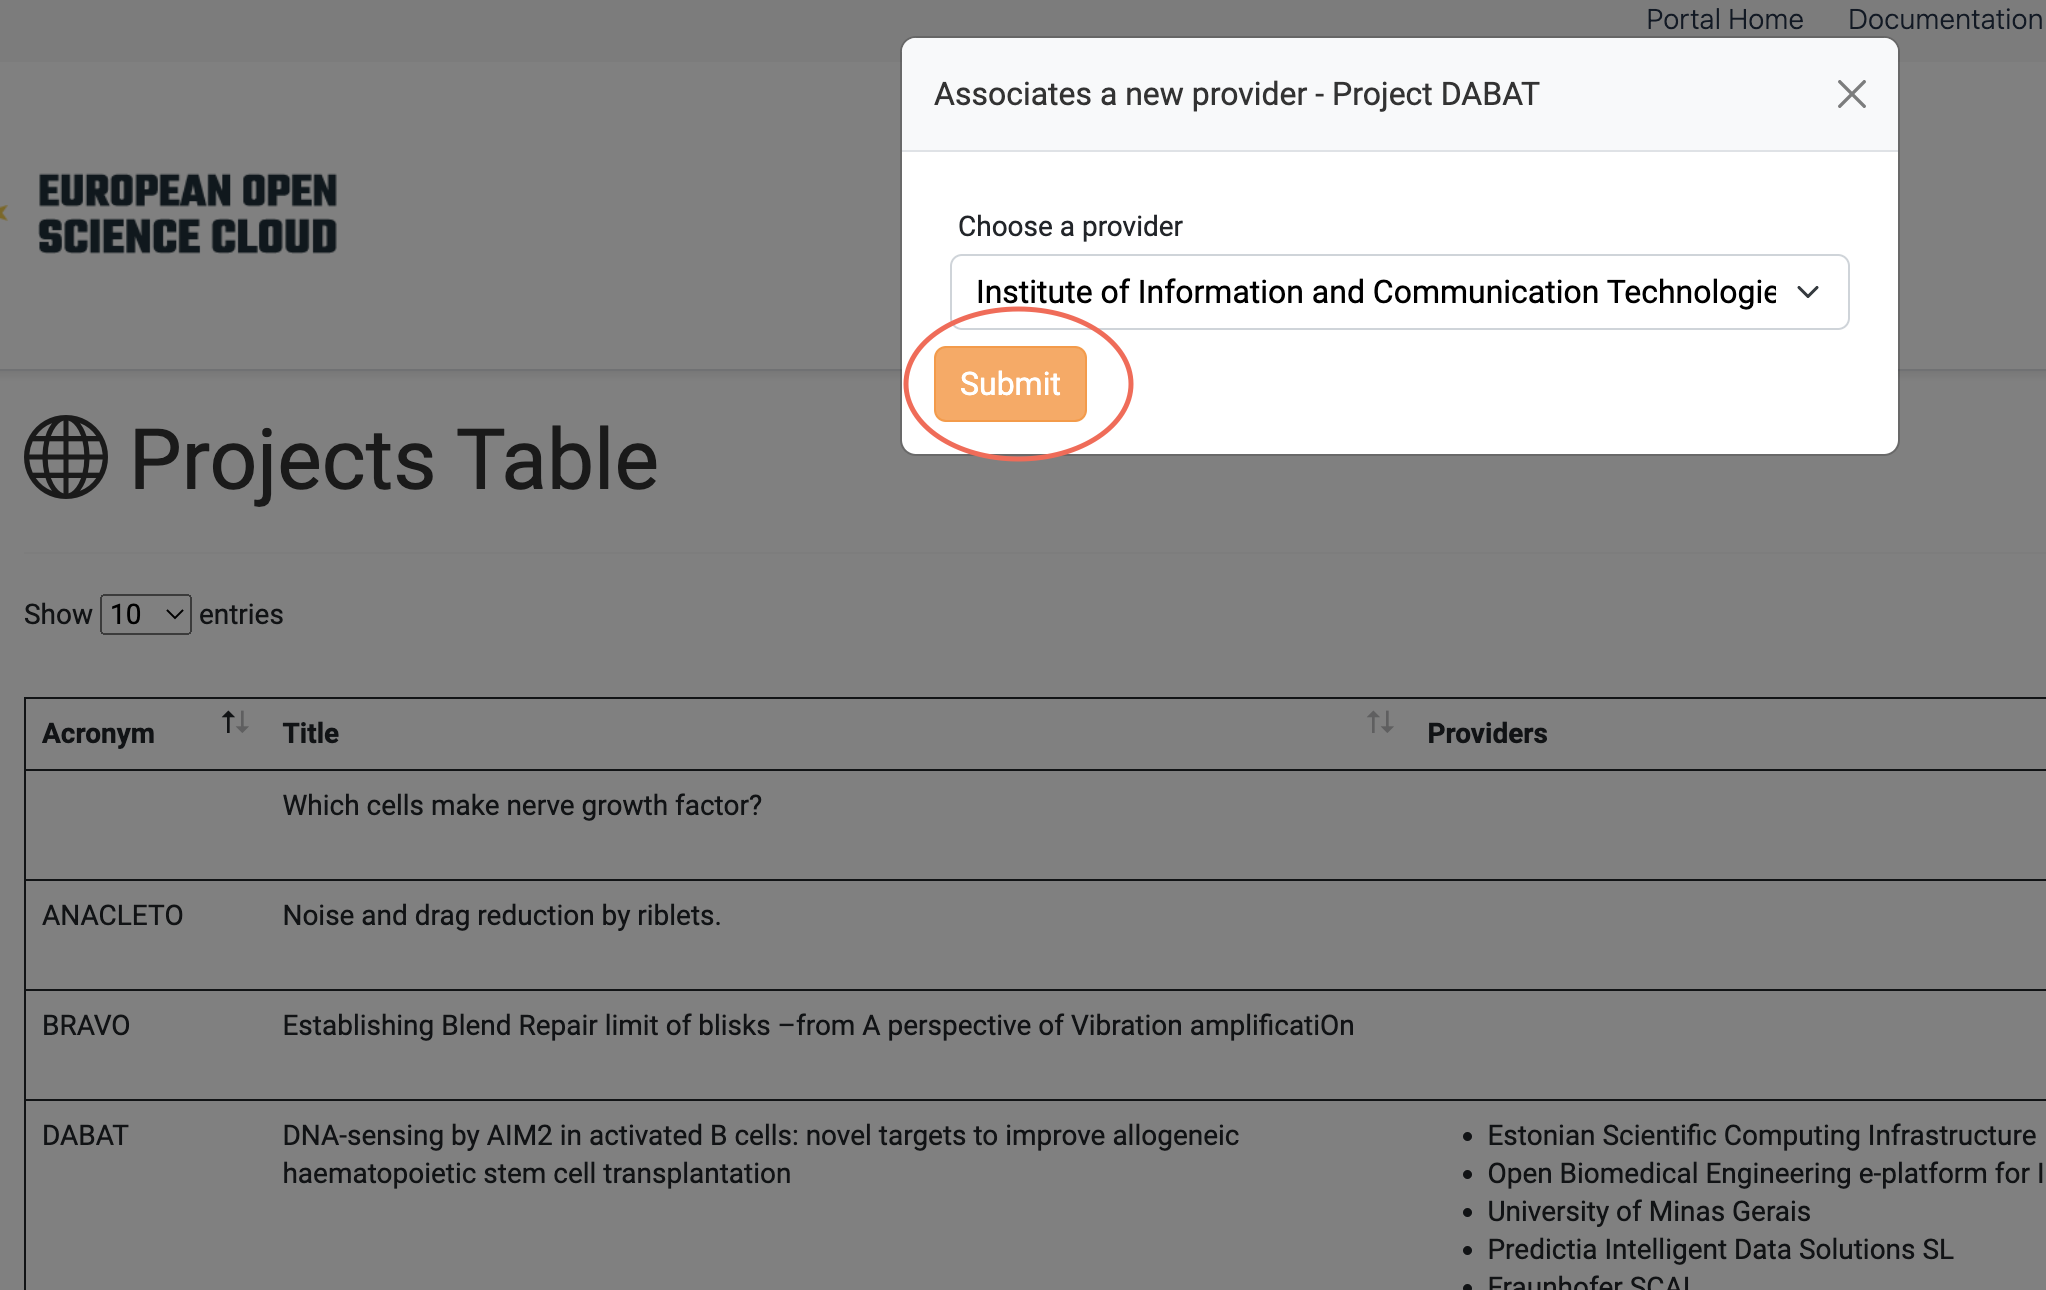 Portal Home Documentation
Associates a new provider - Project DABAT
EUROPEAN OPEN
SCIENCE CLOUD
Choose a provider
Institute of Information and Communication Technologie
Submit
Projects Table
Show 10 entries
Acronym Title Providers
Which cells make nerve growth factor?
ANACLETO Noise and drag reduction by riblets.
BRAVO Establishing Blend Repair limit of blisks –from A perspective of Vibration amplificatiOn
DABAT DNA-sensing by AIM2 in activated B cells: novel targets to improve allogeneic
haematopoietic stem cell transplantation
• Estonian Scientific Computing Infrastructure
• Open Biomedical Engineering e-platform for I
• University of Minas Gerais
• Predictia Intelligent Data Solutions SL
• Fraunhofer SCAI